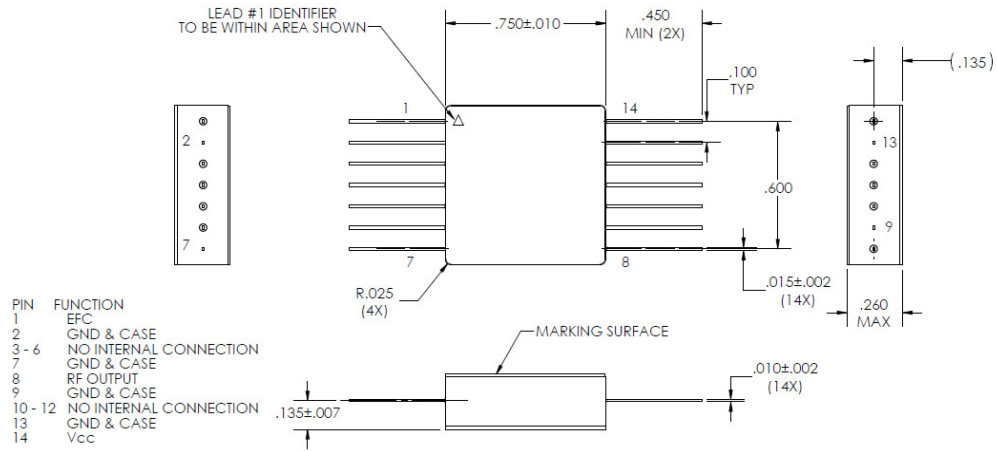 LEAD #1 IDENTIFIER
TO BE WITHIN AREA SHOWN
.750±.010
.450
MIN (2X)
(.135)
.100
TYP
1
14
2
13
.600
9
7
7
8
R.025
(4X)
.015±.002
(14X)
.260
MAX
PIN FUNCTION
1 EFC
2 GND & CASE
3 - 6 NO INTERNAL CONNECTION
7 GND & CASE
8 RF OUTPUT
9 GND & CASE
10 - 12 NO INTERNAL CONNECTION
13 GND & CASE
14 Vcc
MARKING SURFACE
.135±.007
.010±.002
(14X)